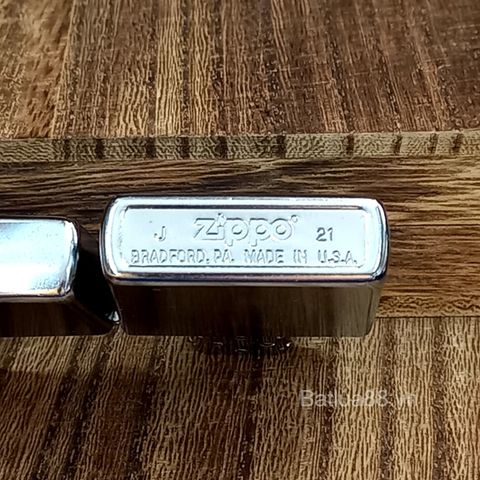 J Zippo® 21
BRADFORD, PA. MADE IN U.S.A.
Batlua88.vn